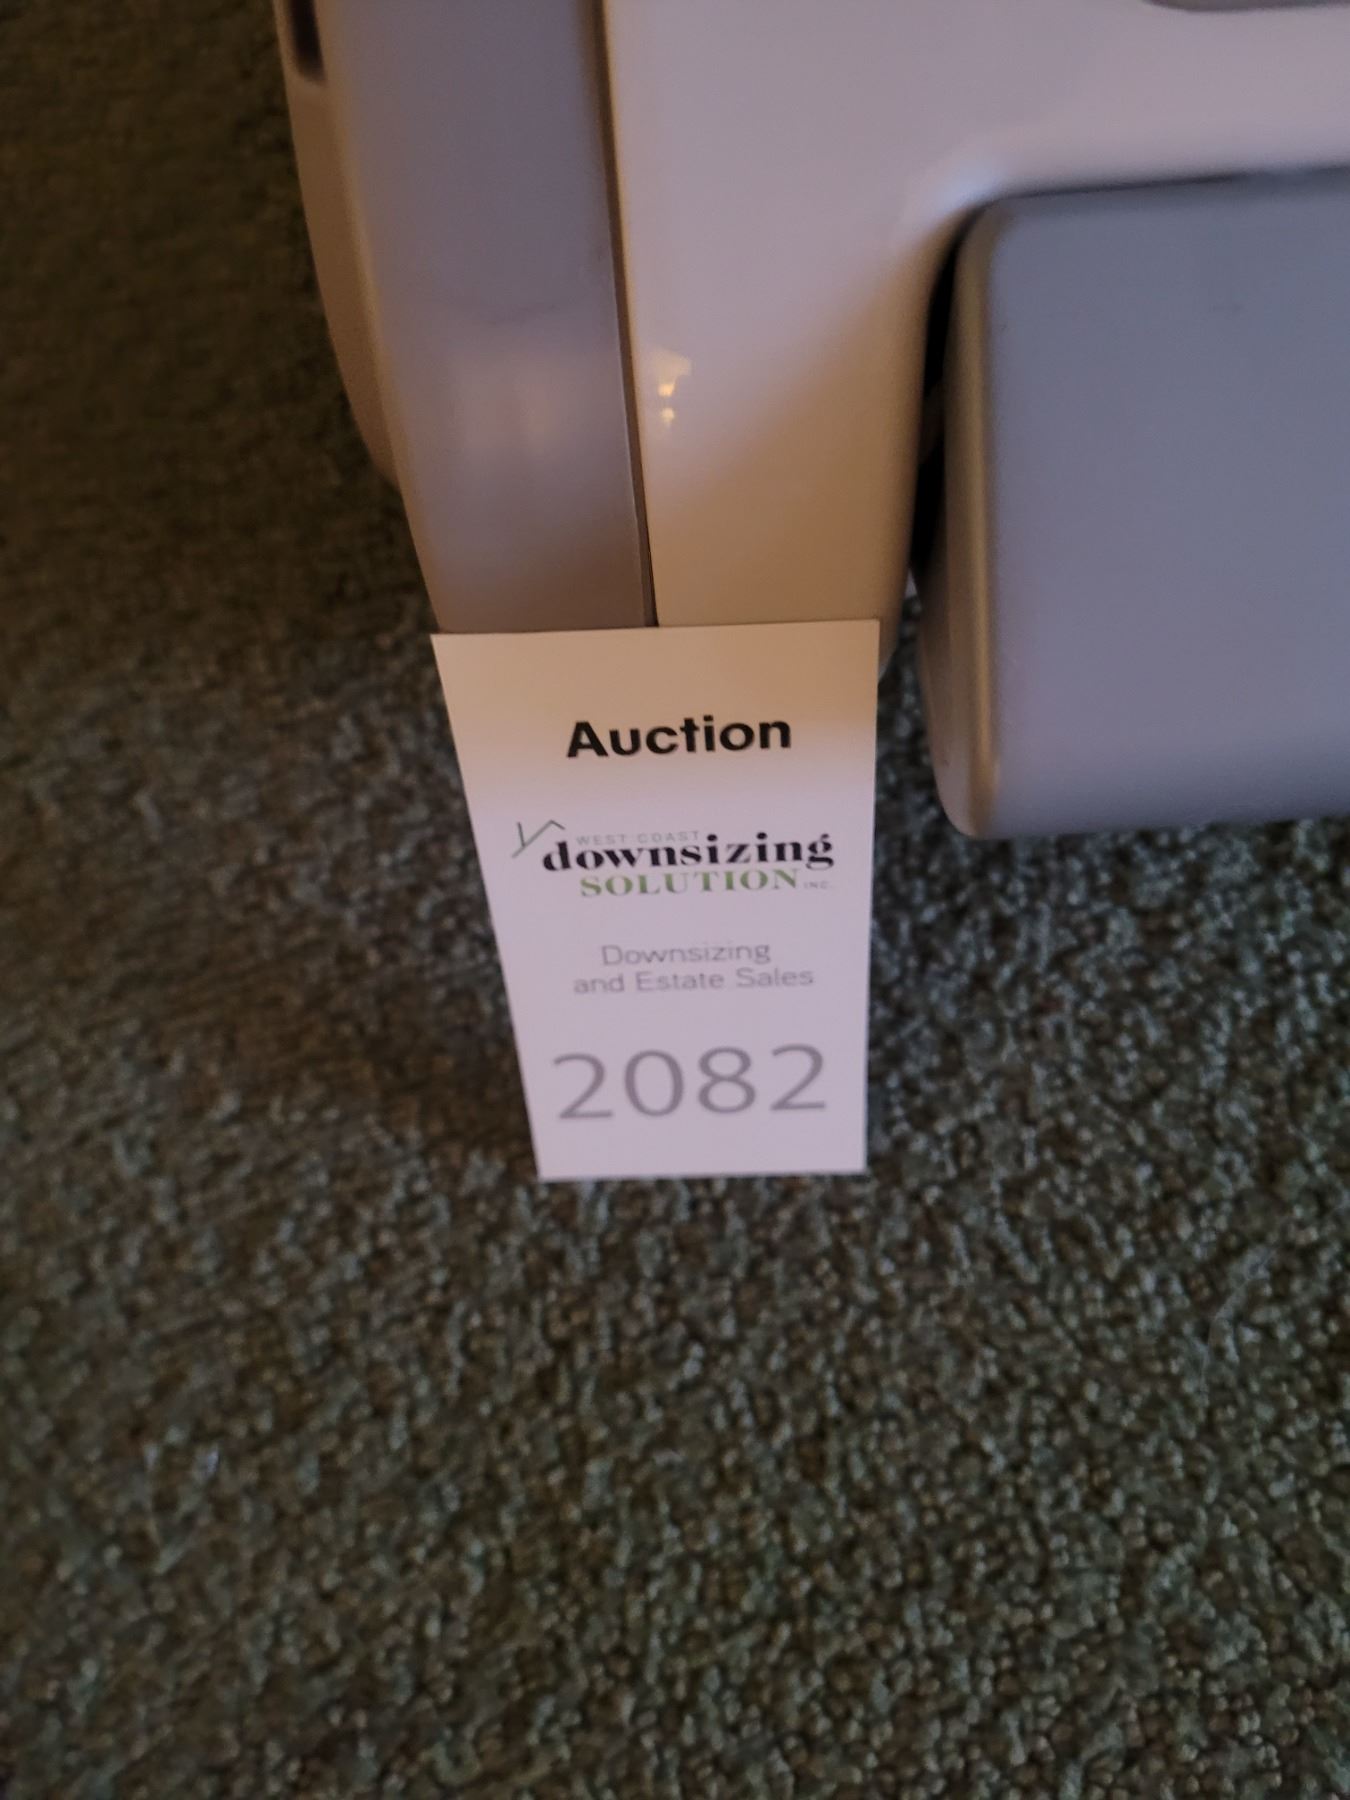 Auction
WEST COAST
downsizing
SOLUTION INC.
Downsizing
and Estate Sales
2082